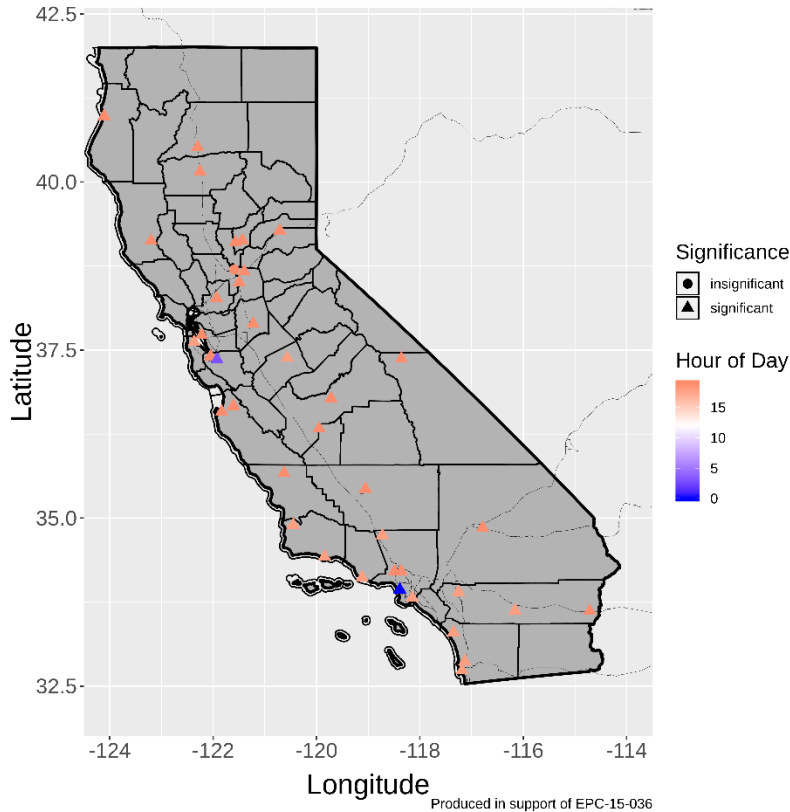 42.5
40.0
37.5
35.0
32.5
Latitude
-124
-122
-120
-118
-116
-114
Longitude
Significance
insignificant
significant
Hour of Day
15
10
5
0
Produced in support of EPC-15-036